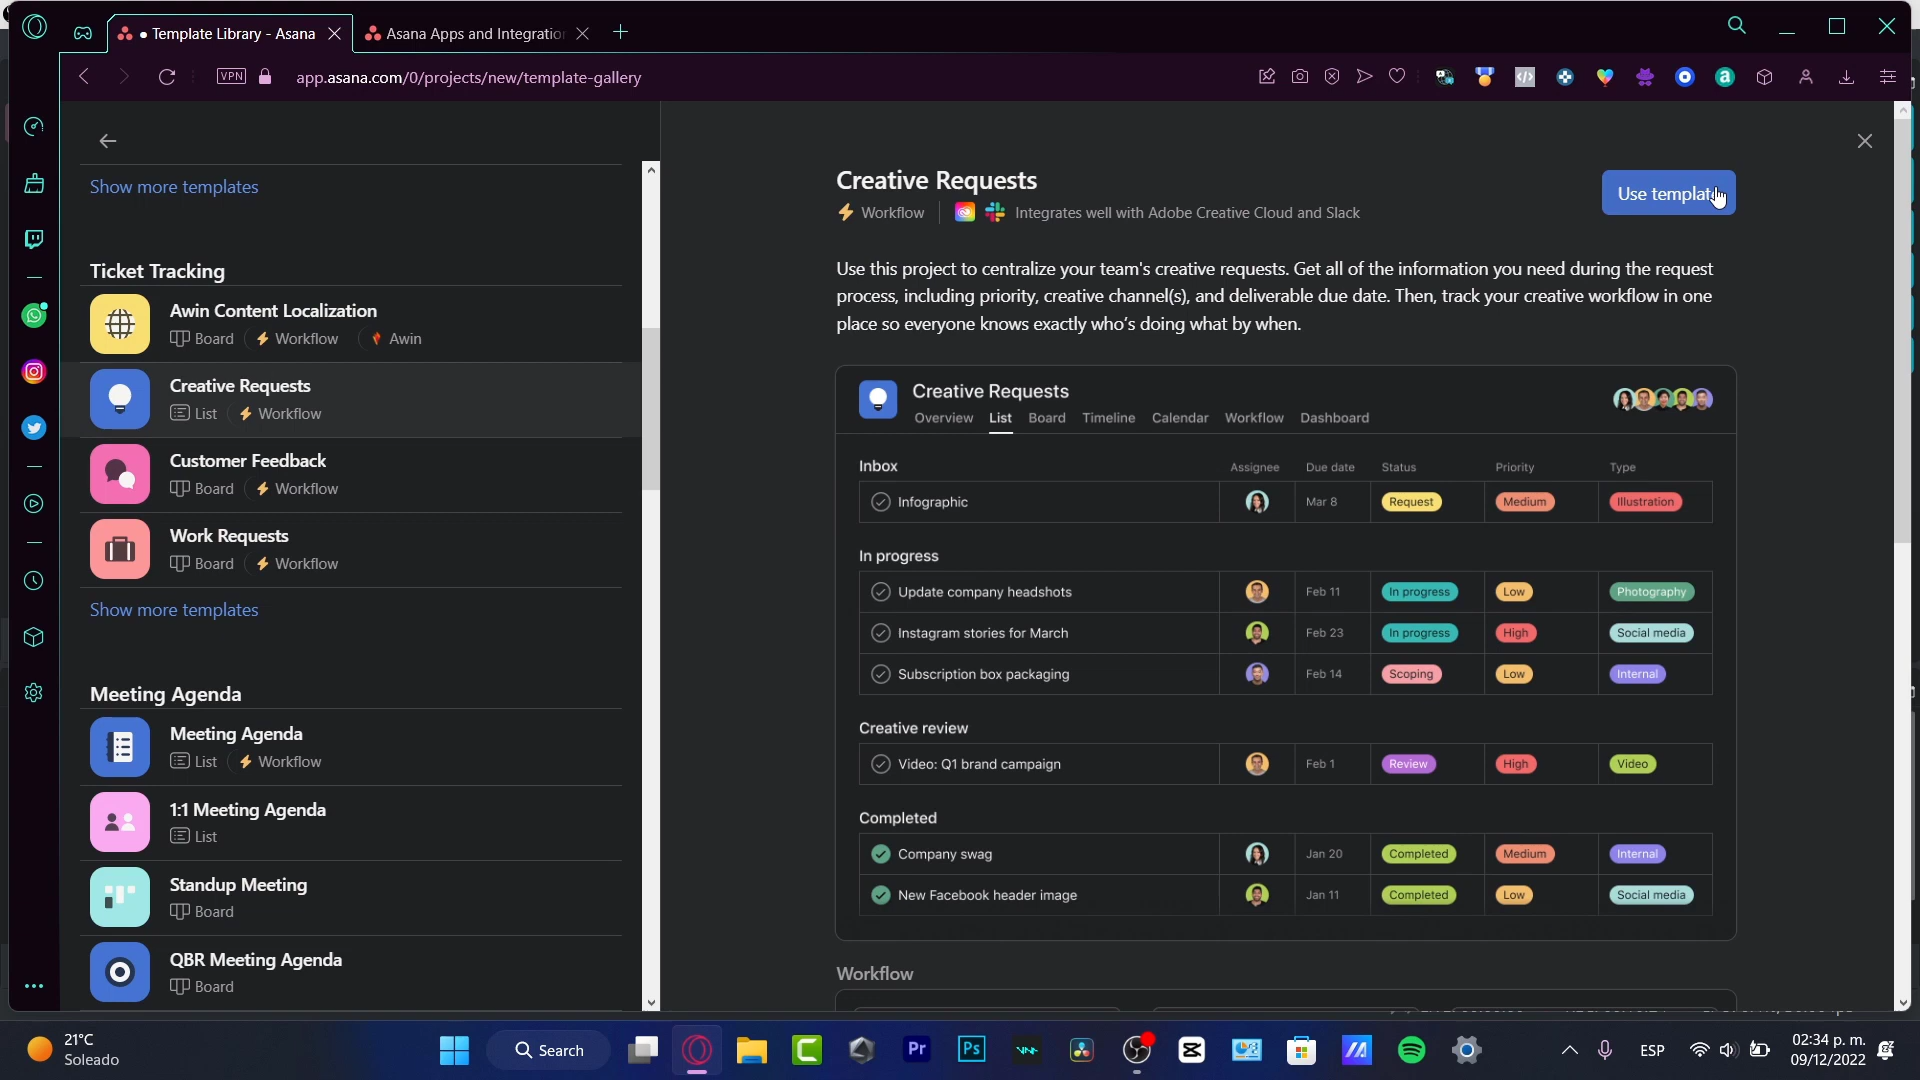 Template Library - Asana
Asana Apps and Integration
VPN
app.asana.com/0/projects/new/template-gallery
Show more templates
Ticket Tracking
Awin Content Localization
Board
Workflow
Awin
Creative Requests
List
Workflow
Customer Feedback
Board
Workflow
Work Requests
Board
Workflow
Show more templates
Meeting Agenda
Meeting Agenda
List
Workflow
1:1 Meeting Agenda
List
Standup Meeting
Board
QBR Meeting Agenda
Board
Creative Requests
Workflow
Integrates well with Adobe Creative Cloud and Slack
Use template
Use this project to centralize your team's creative requests. Get all of the information you need during the request
process, including priority, creative channel(s), and deliverable due date. Then, track your creative workflow in one
place so everyone knows exactly who's doing what by when.
Creative Requests
Overview List Board Timeline Calendar Workflow Dashboard
Inbox Assignee Due date Status Priority Type
Infographic Mar 8 Request Medium Illustration
In progress
Update company headshots Feb 11 In progress Low Photography
Instagram stories for March Feb 23 In progress High Social media
Subscription box packaging Feb 14 Scoping Low Internal
Creative review
Video: Q1 brand campaign Feb 1 Review High Video
Completed
Company swag Jan 20 Completed Medium Internal
New Facebook header image Jan 11 Completed Low Social media
Workflow
21°C
Soleado
Search
Pr
Ps
ESP
02:34 p. m.
09/12/2022